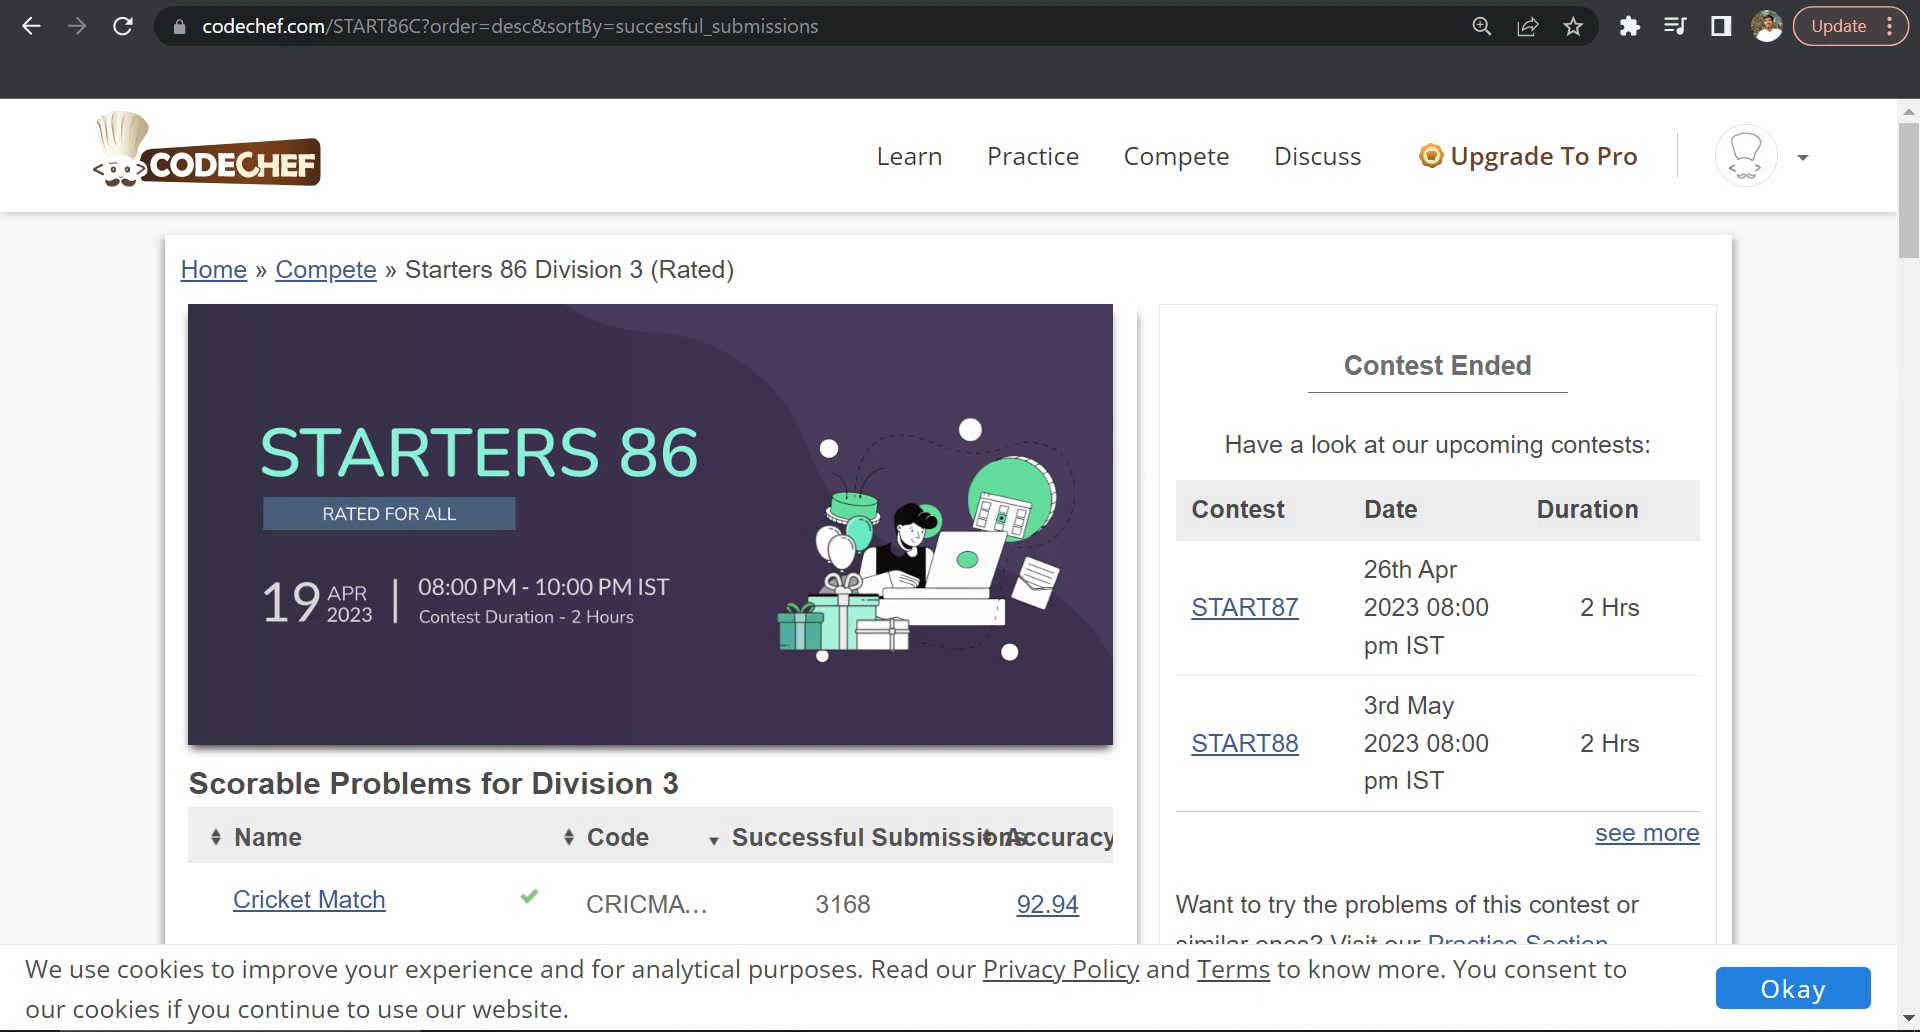 codechef.com/START86C?order=desc&sortBy=successful_submissions
Update
CODECHEF
Learn Practice Compete Discuss Upgrade To Pro
Home » Compete » Starters 86 Division 3 (Rated)
STARTERS 86
RATED FOR ALL
19 APR 2023 | 08:00 PM - 10:00 PM IST
Contest Duration - 2 Hours
Scorable Problems for Division 3
Name Code Successful Submissions Accuracy
Cricket Match CRICMA... 3168 92.94
Contest Ended
Have a look at our upcoming contests:
Contest Date Duration
START87 26th Apr 2023 08:00 pm IST 2 Hrs
START88 3rd May 2023 08:00 pm IST 2 Hrs
see more
Want to try the problems of this contest or
similar ones? Visit our Practice Section
We use cookies to improve your experience and for analytical purposes. Read our Privacy Policy and Terms to know more. You consent to
our cookies if you continue to use our website.
Okay